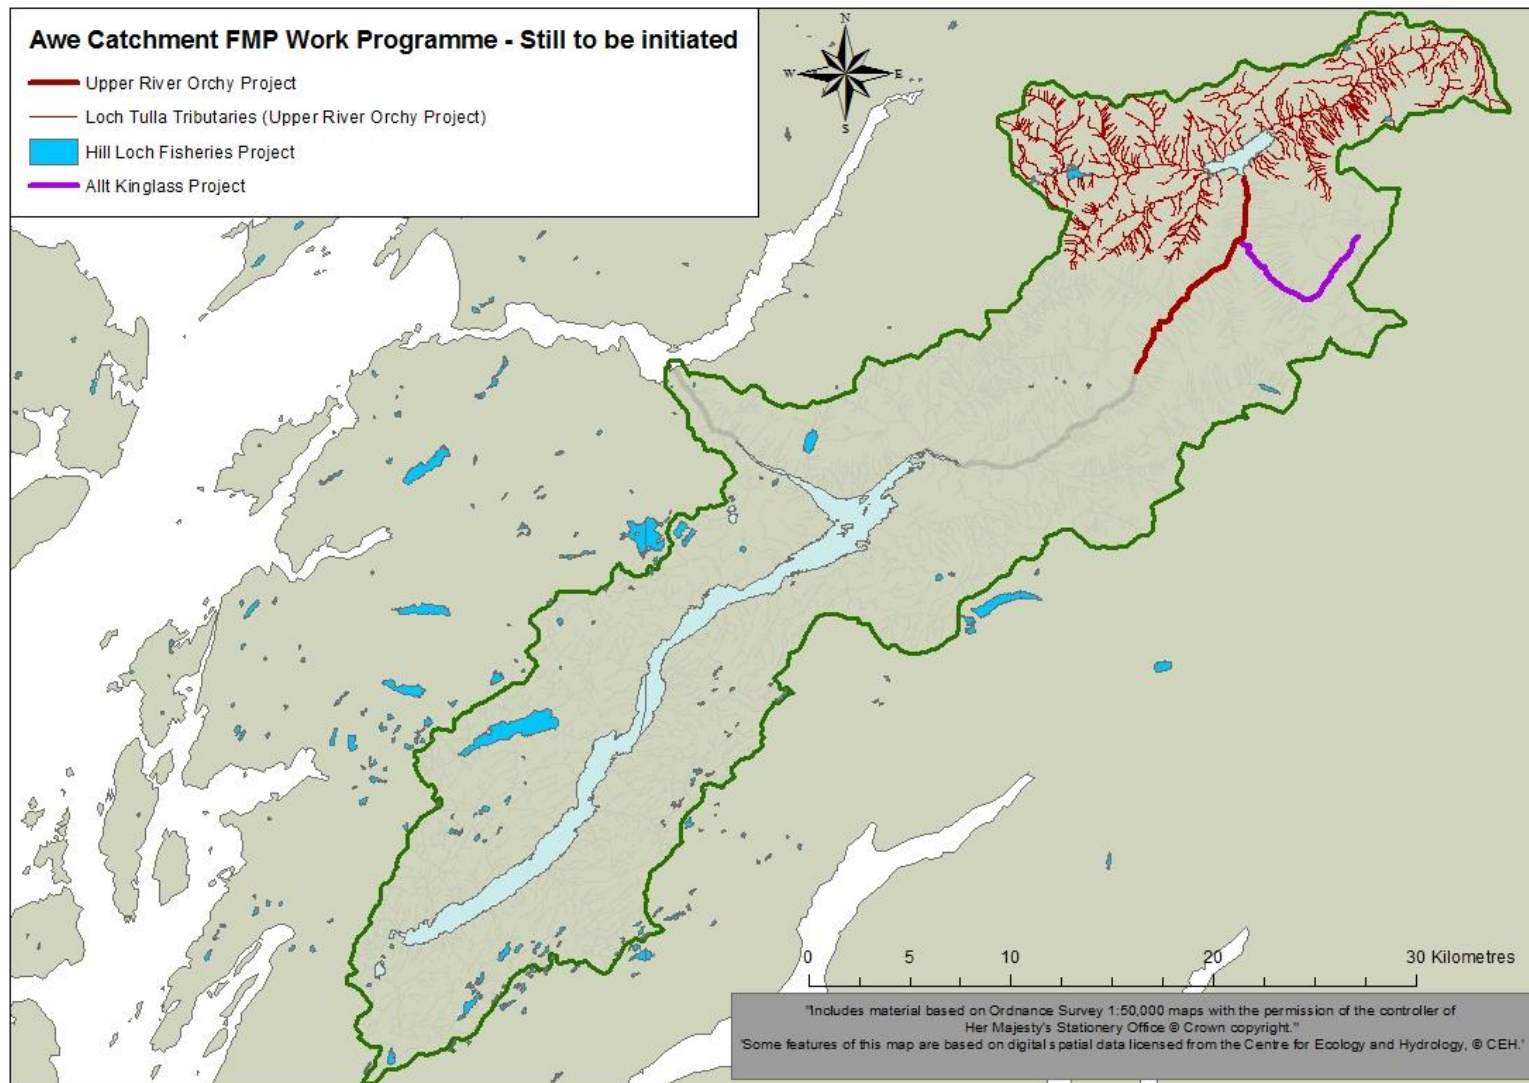 Awe Catchment FMP Work Programme - Still to be initiated
Upper River Orchy Project
Loch Tulla Tributaries (Upper River Orchy Project)
Hill Loch Fisheries Project
Allt Kinglass Project
N
W
E
S
0 5 10 20 30 Kilometres
"Includes material based on Ordnance Survey 1:50,000 maps with the permission of the controller of
Her Majesty's Stationery Office © Crown copyright."
'Some features of this map are based on digital spatial data licensed from the Centre for Ecology and Hydrology, © CEH.'